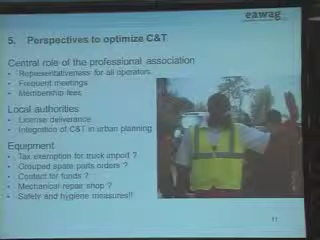 eawag
5. Perspectives to optimize C&T
Central role of the professional association
• Representativeness for all operators
• Frequent meetings
• Membership fees
Local authorities
• License deliverance
• Integration of C&T in urban planning
Equipment
• Tax exemption for truck import ?
• Grouped spare parts orders ?
• Contest for funds ?
• Mechanical repair shop ?
• Safety and hygiene measures!!
11